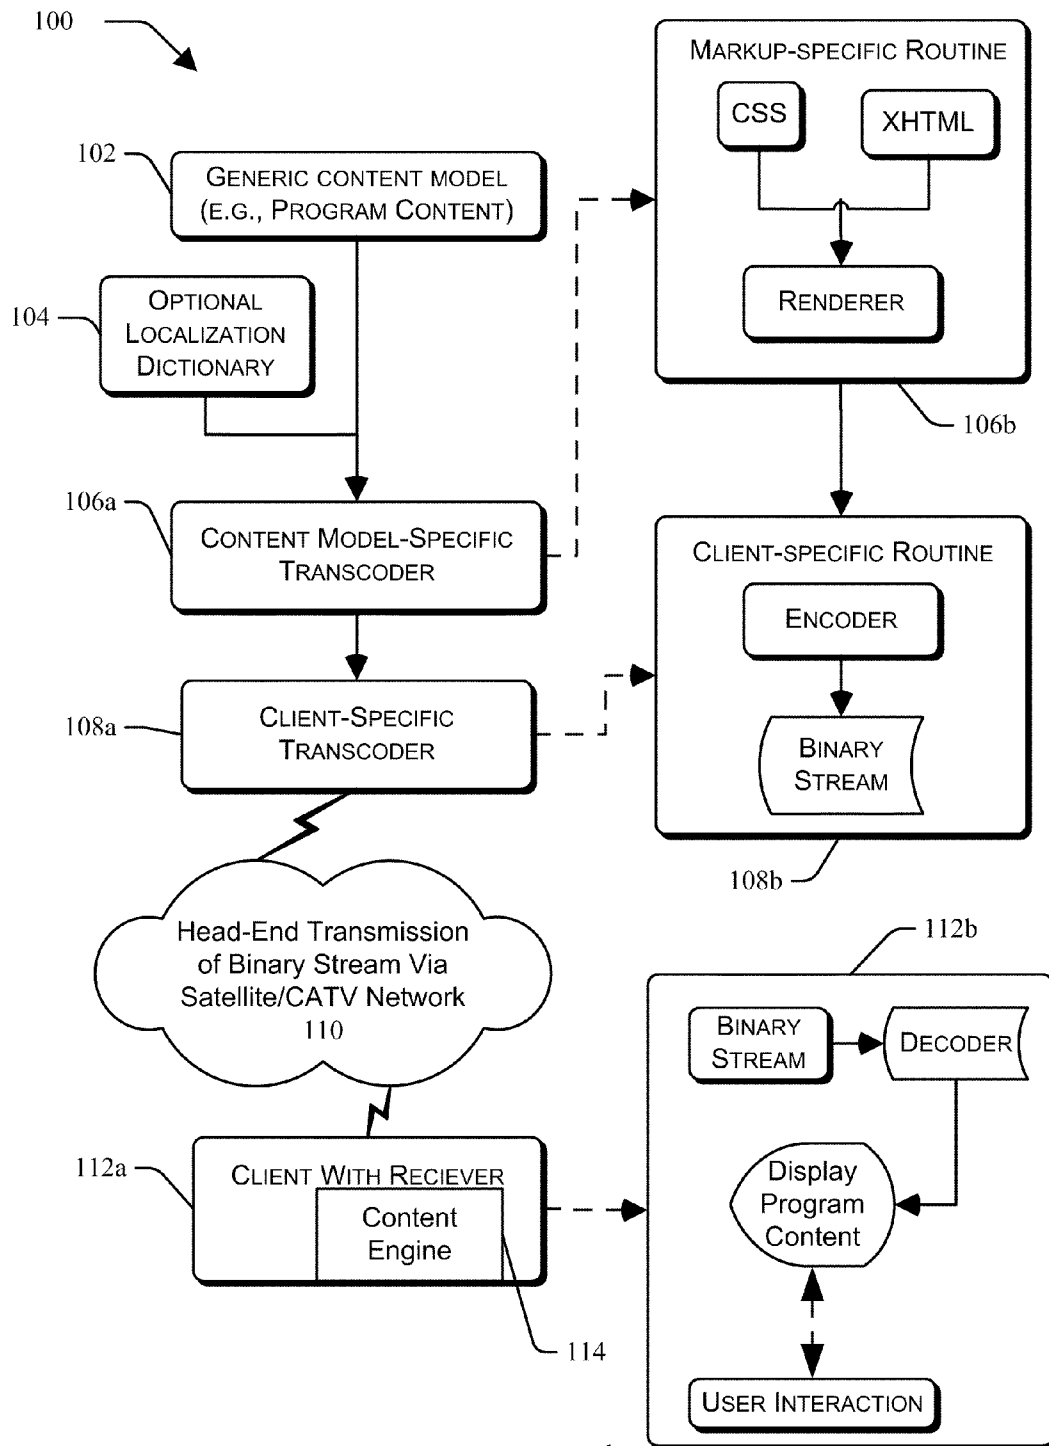 100
MARKUP-SPECIFIC ROUTINE
CSS
XHTML
RENDERER
106b
102
GENERIC CONTENT MODEL
(E.G., PROGRAM CONTENT)
104
OPTIONAL
LOCALIZATION
DICTIONARY
106a
CONTENT MODEL-SPECIFIC
TRANSCODER
CLIENT-SPECIFIC ROUTINE
ENCODER
BINARY
STREAM
108b
108a
CLIENT-SPECIFIC
TRANSCODER
Head-End Transmission
of Binary Stream Via
Satellite/CATV Network
110
112b
BINARY
STREAM
DECODER
Display
Program
Content
USER INTERACTION
112a
CLIENT WITH RECIEVER
Content
Engine
114